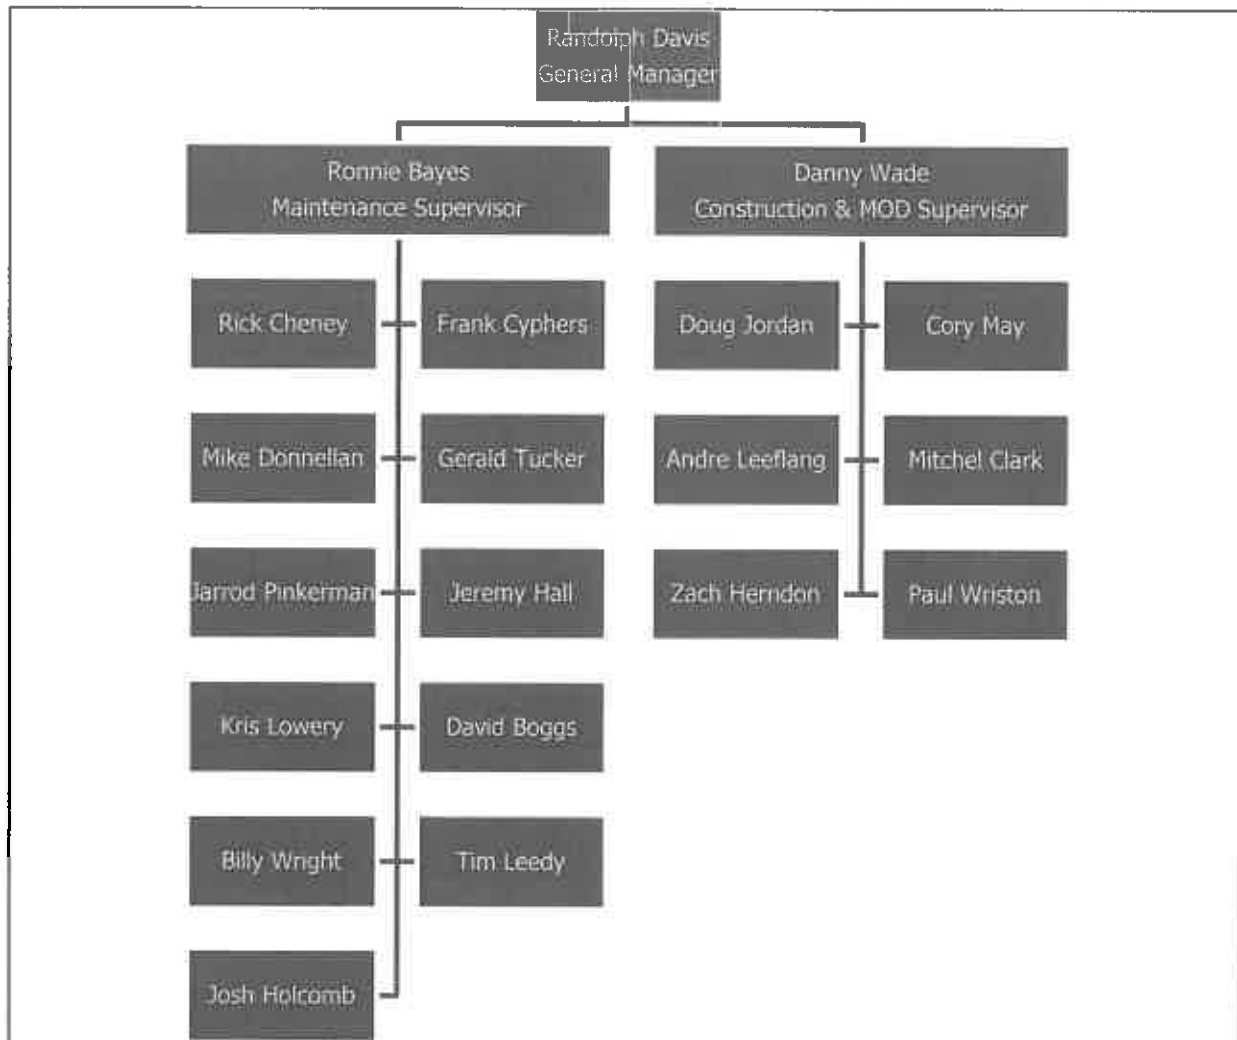 Randolph Davis
General Manager
Ronnie Bayes
Maintenance Supervisor
Danny Wade
Construction & MOD Supervisor
Rick Cheney
Frank Cyphers
Doug Jordan
Cory May
Mike Donnellan
Gerald Tucker
Andre Leeflang
Mitchel Clark
Jarrod Pinkerman
Jeremy Hall
Zach Herndon
Paul Wriston
Kris Lowery
David Boggs
Billy Wright
Tim Leedy
Josh Holcomb